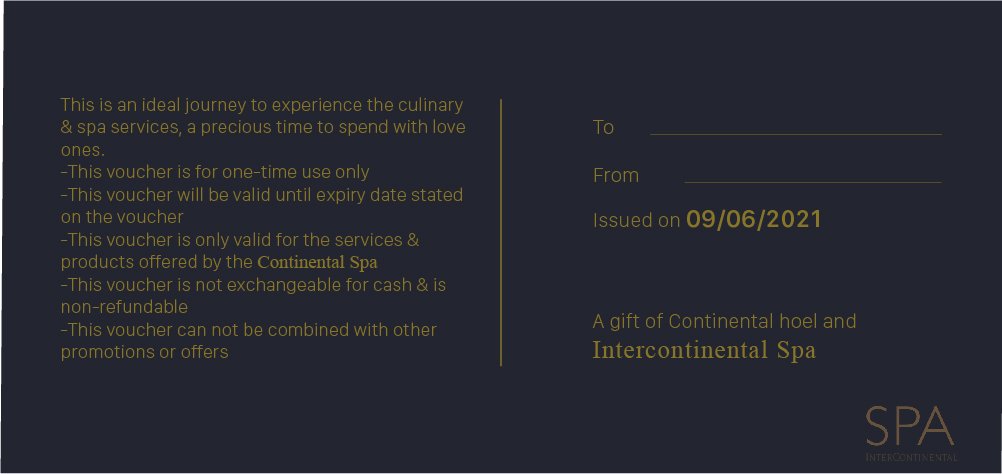 This is an ideal journey to experience the culinary
& spa services, a precious time to spend with love
ones.
-This voucher is for one-time use only
-This voucher will be valid until expiry date stated
on the voucher
-This voucher is only valid for the services &
products offered by the Continental Spa
-This voucher is not exchangeable for cash & is
non-refundable
-This voucher can not be combined with other
promotions or offers
To
From
Issued on 09/06/2021
A gift of Continental hoel and
Intercontinental Spa
SPA
INTERCONTINENTAL